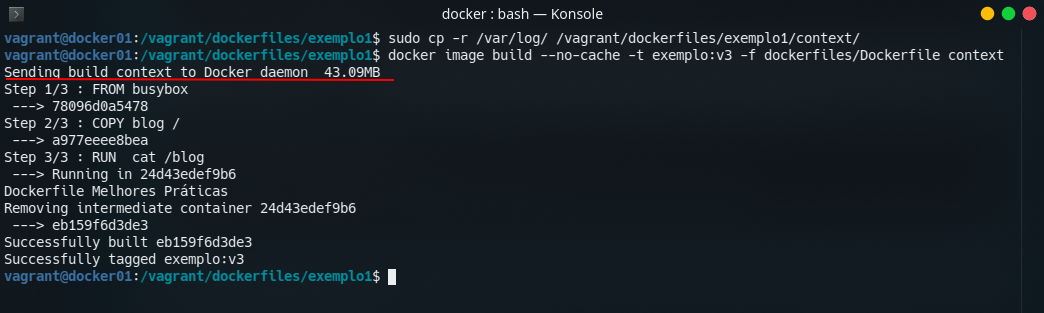 docker : bash — Konsole
vagrant@docker01:/vagrant/dockerfiles/exemplo1$ sudo cp -r /var/log/ /vagrant/dockerfiles/exemplo1/context/
vagrant@docker01:/vagrant/dockerfiles/exemplo1$ docker image build --no-cache -t exemplo:v3 -f dockerfiles/Dockerfile context
Sending build context to Docker daemon  43.09MB
Step 1/3 : FROM busybox
 ---> 78096d0a5478
Step 2/3 : COPY blog /
 ---> a977eeee8bea
Step 3/3 : RUN  cat /blog
 ---> Running in 24d43edef9b6
Dockerfile Melhores Práticas
Removing intermediate container 24d43edef9b6
 ---> eb159f6d3de3
Successfully built eb159f6d3de3
Successfully tagged exemplo:v3
vagrant@docker01:/vagrant/dockerfiles/exemplo1$